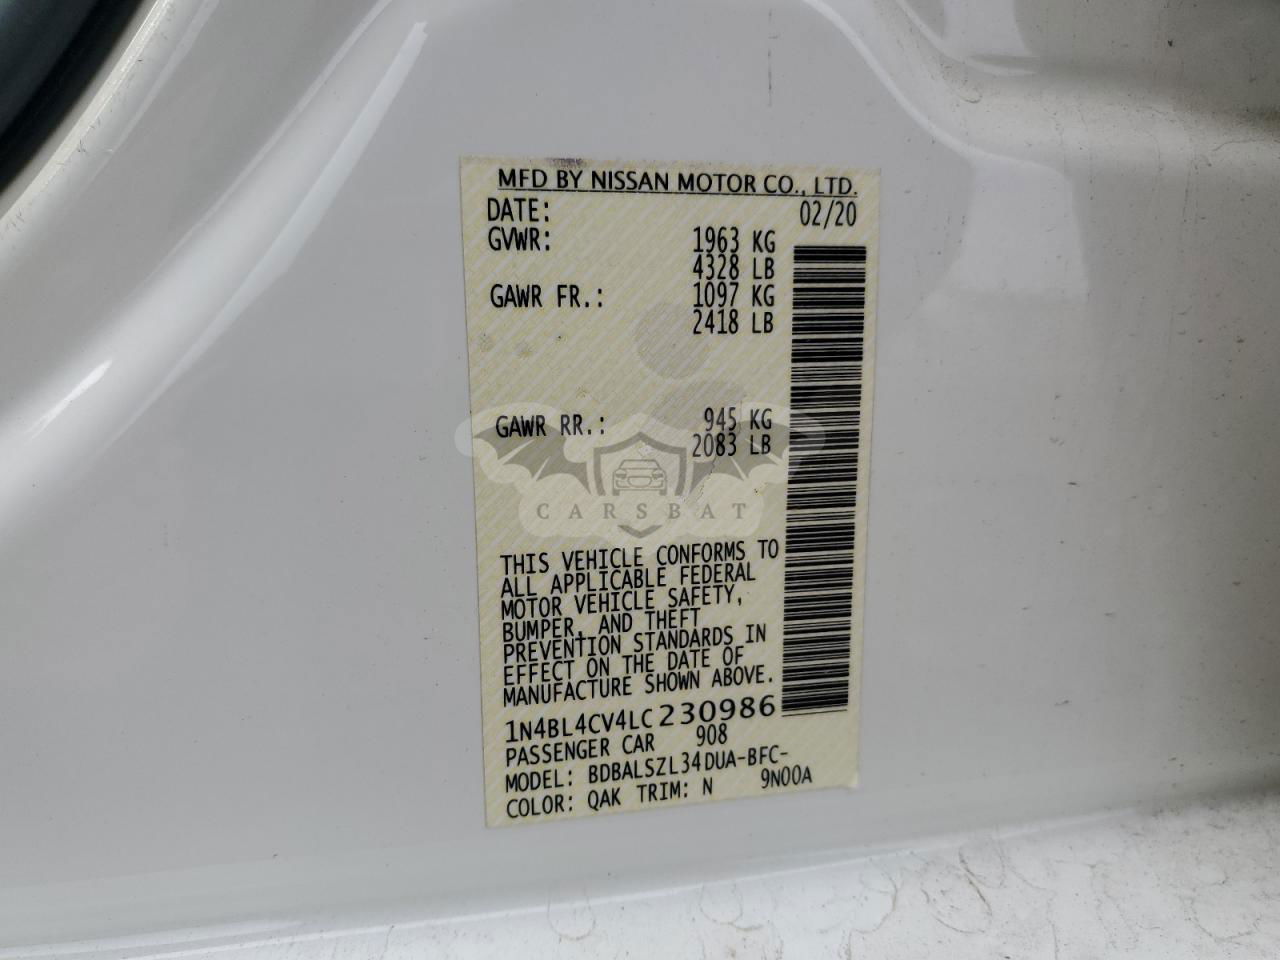 MFD BY NISSAN MOTOR CO., LTD.
DATE: 02/20
GVWR: 1963 KG
4328 LB
GAWR FR.: 1097 KG
2418 LB
GAWR RR.: 945 KG
2083 LB
CARSBAT
THIS VEHICLE CONFORMS TO
ALL APPLICABLE FEDERAL
MOTOR VEHICLE SAFETY,
BUMPER, AND THEFT
PREVENTION STANDARDS IN
EFFECT ON THE DATE OF
MANUFACTURE SHOWN ABOVE.
1N4BL4CV4LC230986
PASSENGER CAR 908
MODEL: BDBALSZL34DUA-BFC-
9N00A
COLOR: QAK TRIM: N